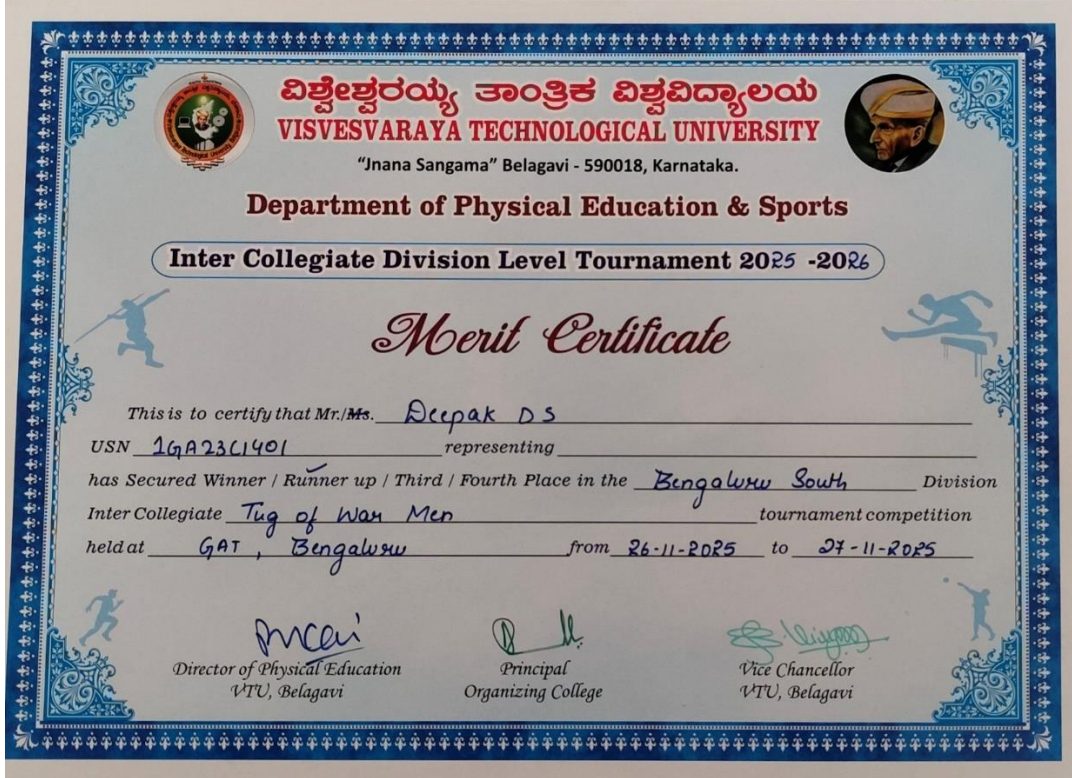 ವಿಶ್ವೇಶ್ವರಯ್ಯ ತಾಂತ್ರಿಕ ವಿಶ್ವವಿದ್ಯಾಲಯ
VISVESVARAYA TECHNOLOGICAL UNIVERSITY
“Jnana Sangama” Belagavi - 590018, Karnataka.
Department of Physical Education & Sports
Inter Collegiate Division Level Tournament 2025 -2026
Merit Certificate
This is to certify that Mr./Ms. Deepak D S
USN 1GA23CI401 representing
has Secured Winner / Runner up / Third / Fourth Place in the Bengaluru South Division
Inter Collegiate Tug of War Men tournament competition
held at GAT, Bengaluru from 26-11-2025 to 27-11-2025
Director of Physical Education Principal Vice Chancellor
VTU, Belagavi Organizing College VTU, Belagavi